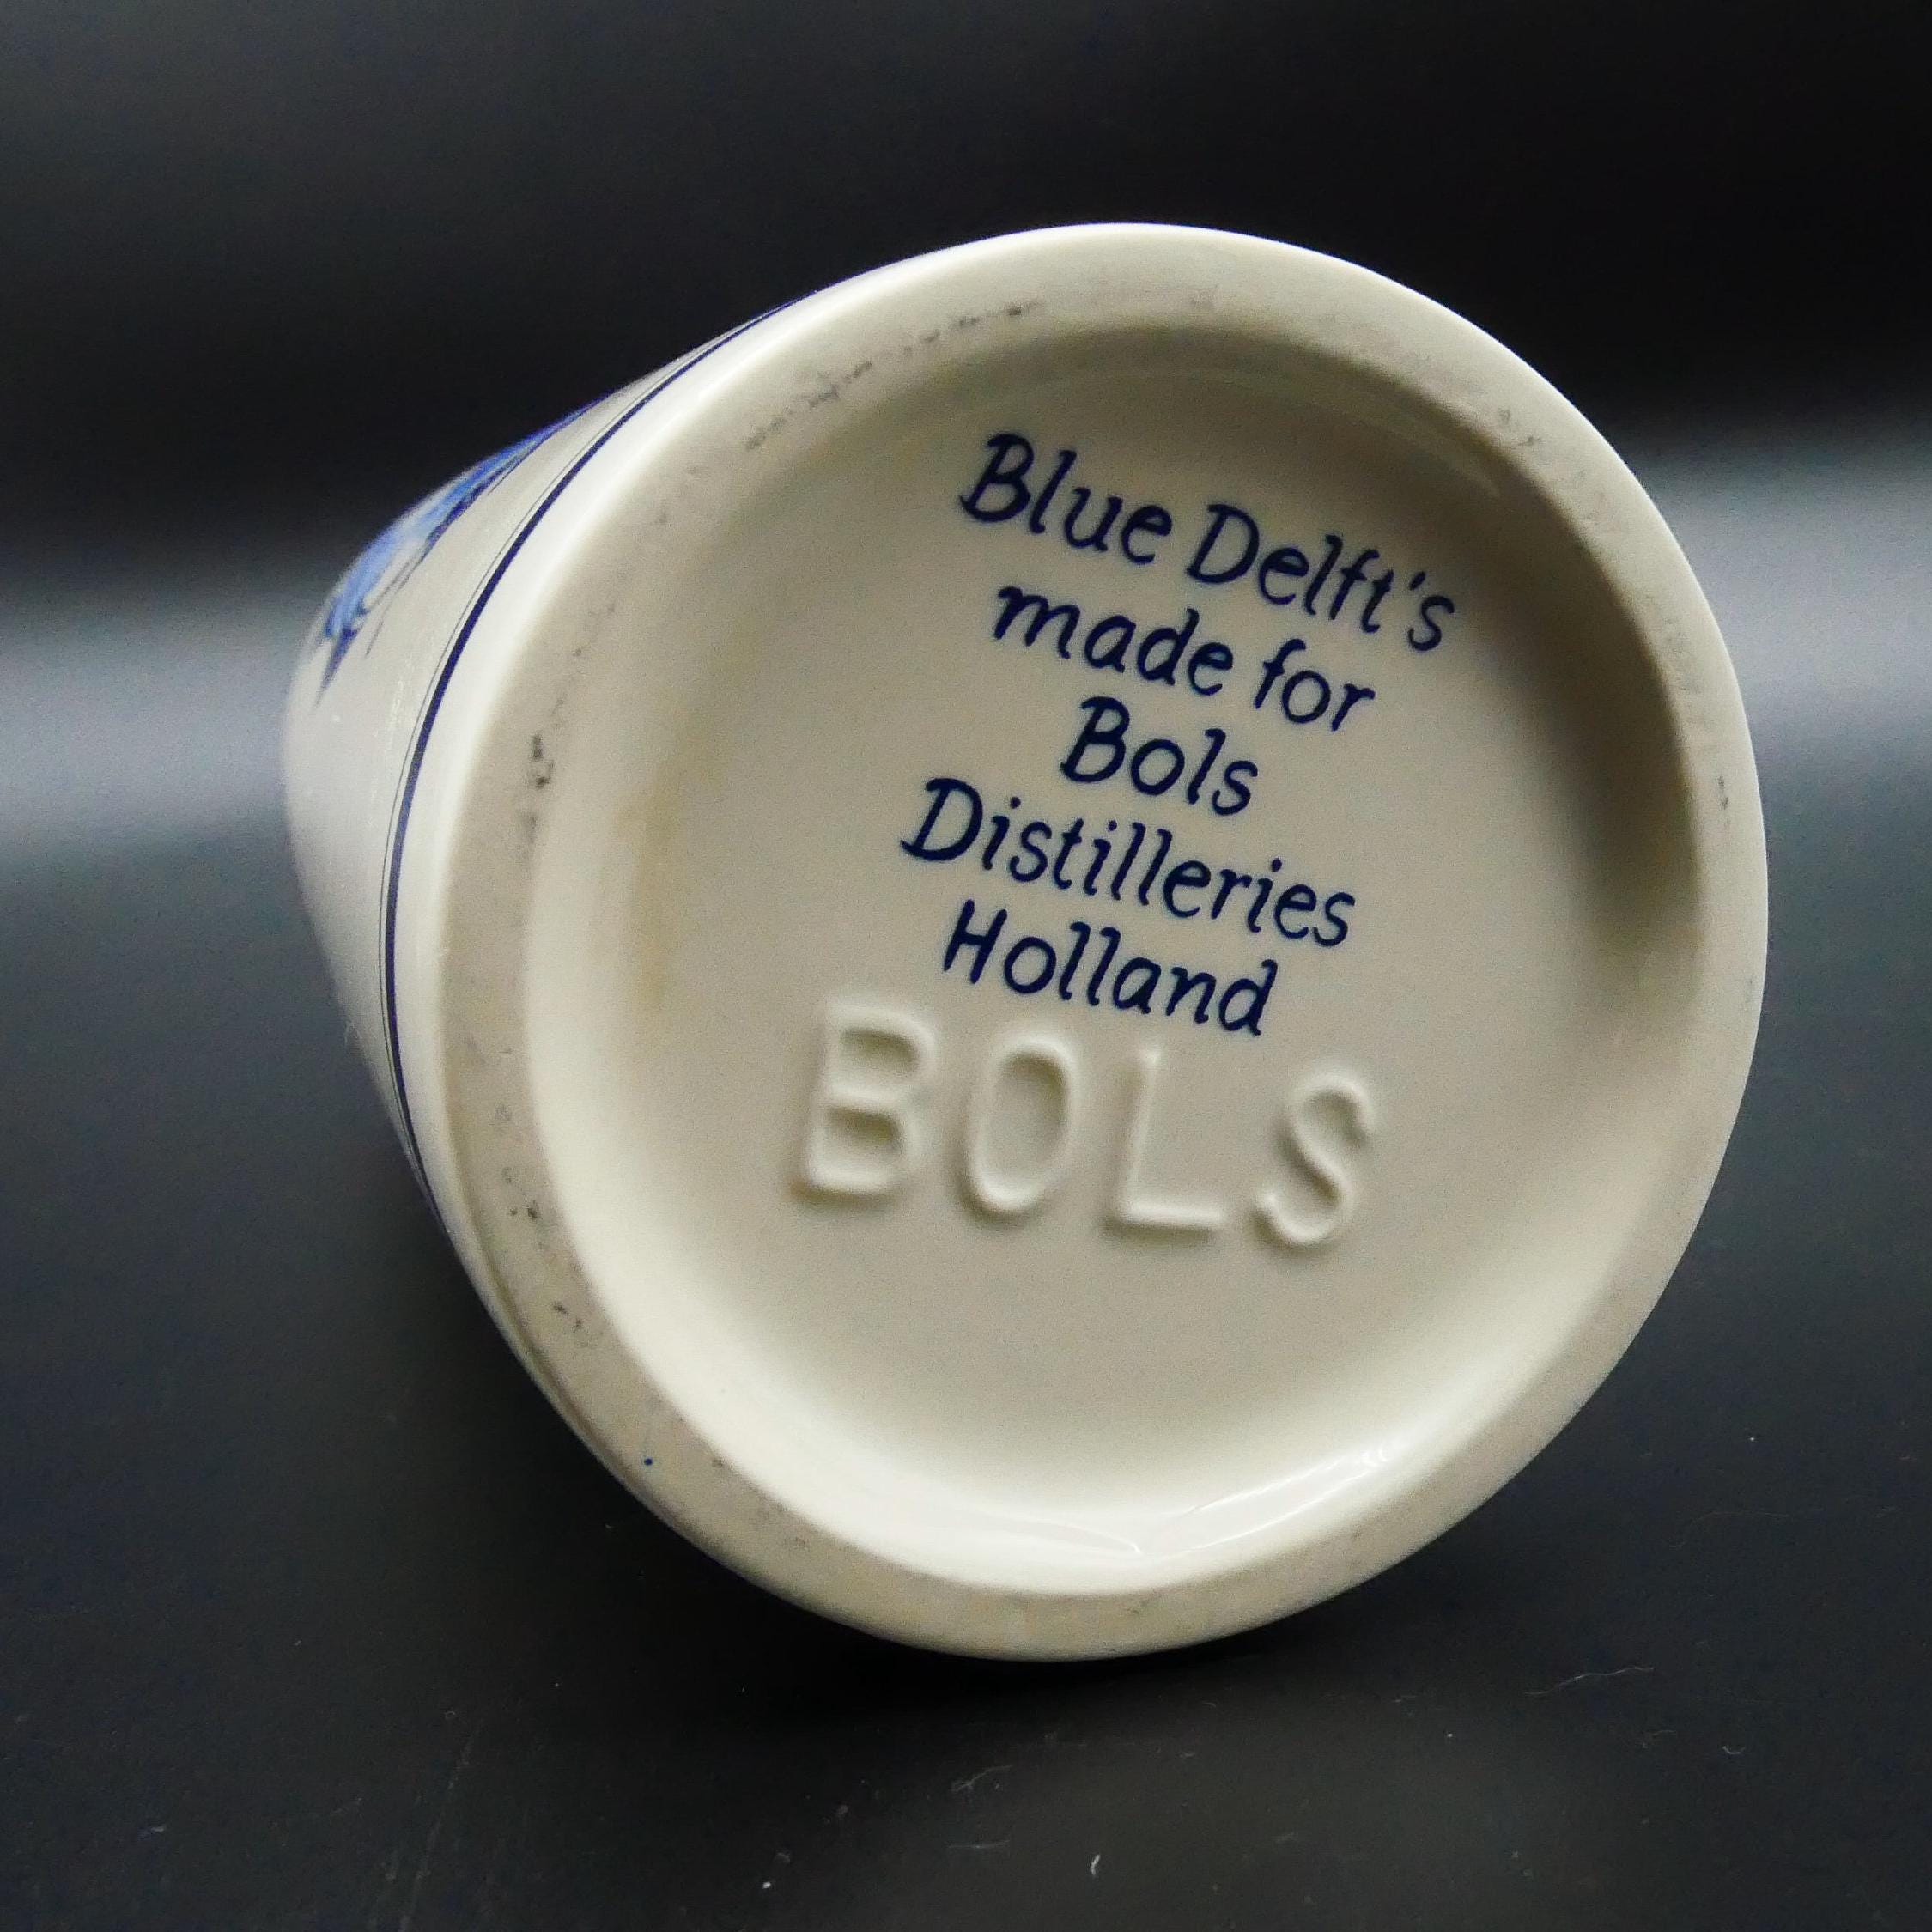 Blue Delft's
made for
Bols
Distilleries
Holland
BOLS